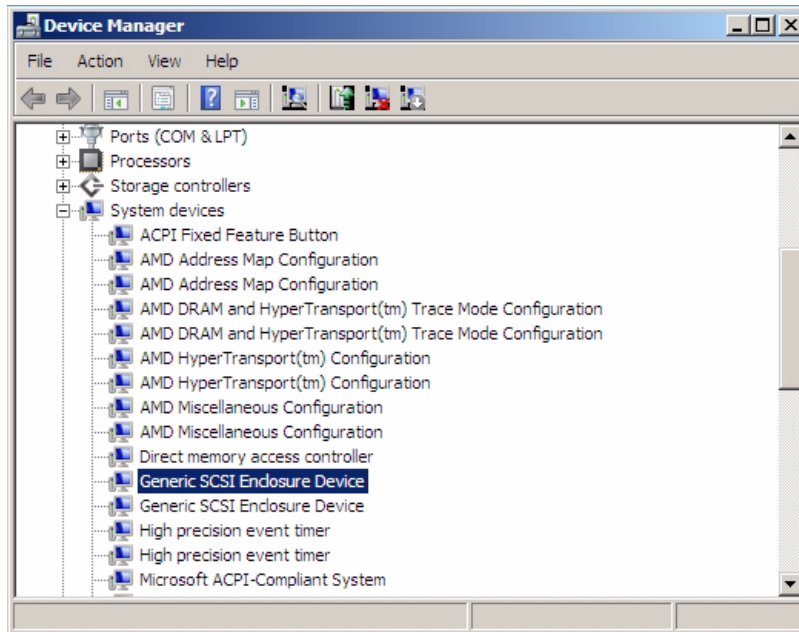 Device Manager
File Action View Help
Ports (COM & LPT)
Processors
Storage controllers
System devices
ACPI Fixed Feature Button
AMD Address Map Configuration
AMD Address Map Configuration
AMD DRAM and HyperTransport(tm) Trace Mode Configuration
AMD DRAM and HyperTransport(tm) Trace Mode Configuration
AMD HyperTransport(tm) Configuration
AMD HyperTransport(tm) Configuration
AMD Miscellaneous Configuration
AMD Miscellaneous Configuration
Direct memory access controller
Generic SCSI Enclosure Device
Generic SCSI Enclosure Device
High precision event timer
High precision event timer
Microsoft ACPI-Compliant System